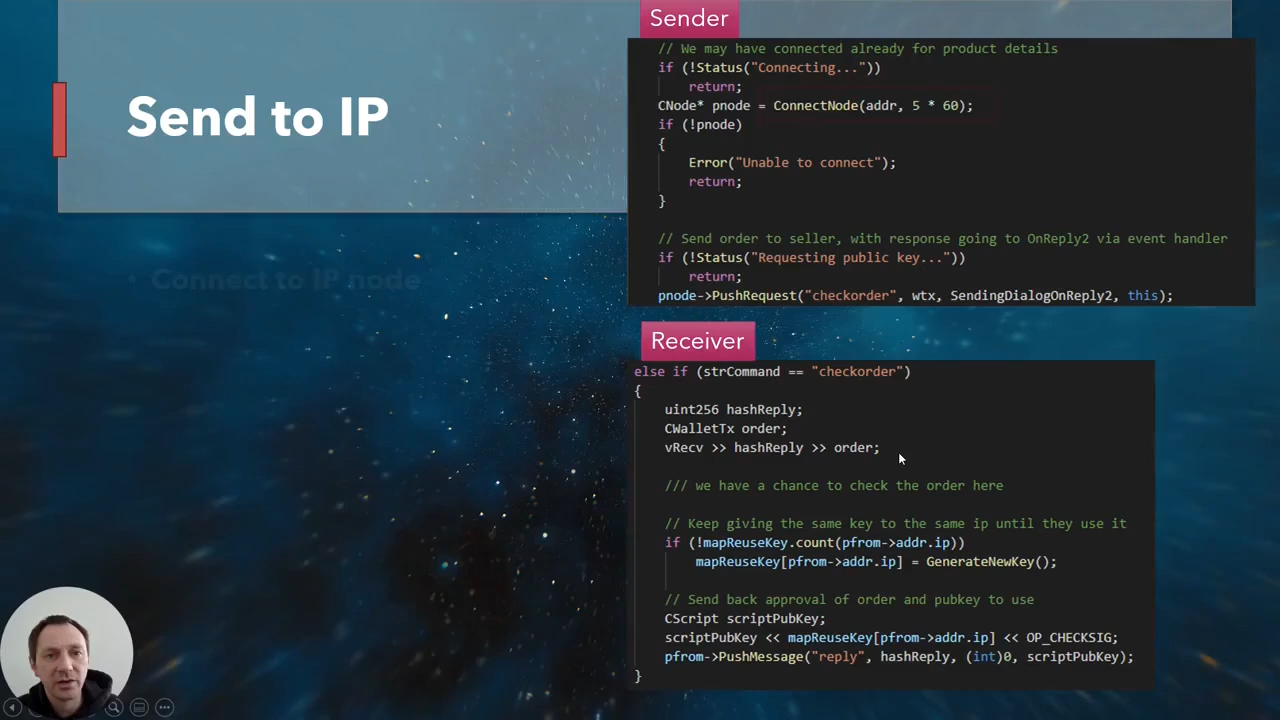 Send to IP
• Connect to IP node
Sender
// We may have connected already for product details
if (!Status("Connecting..."))
return;
CNode* pnode = ConnectNode(addr, 5 * 60);
if (!pnode)
{
Error("Unable to connect");
return;
}
// Send order to seller, with response going to OnReply2 via event handler
if (!Status("Requesting public key..."))
return;
pnode->PushRequest("checkorder", wtx, SendingDialogOnReply2, this);
Receiver
else if (strCommand == "checkorder")
{
uint256 hashReply;
CWalletTx order;
vRecv >> hashReply >> order;
/// we have a chance to check the order here
// Keep giving the same key to the same ip until they use it
if (!mapReuseKey.count(pfrom->addr.ip))
mapReuseKey[pfrom->addr.ip] = GenerateNewKey();
// Send back approval of order and pubkey to use
CScript scriptPubKey;
scriptPubKey << mapReuseKey[pfrom->addr.ip] << OP_CHECKSIG;
pfrom->PushMessage("reply", hashReply, (int)0, scriptPubKey);
}